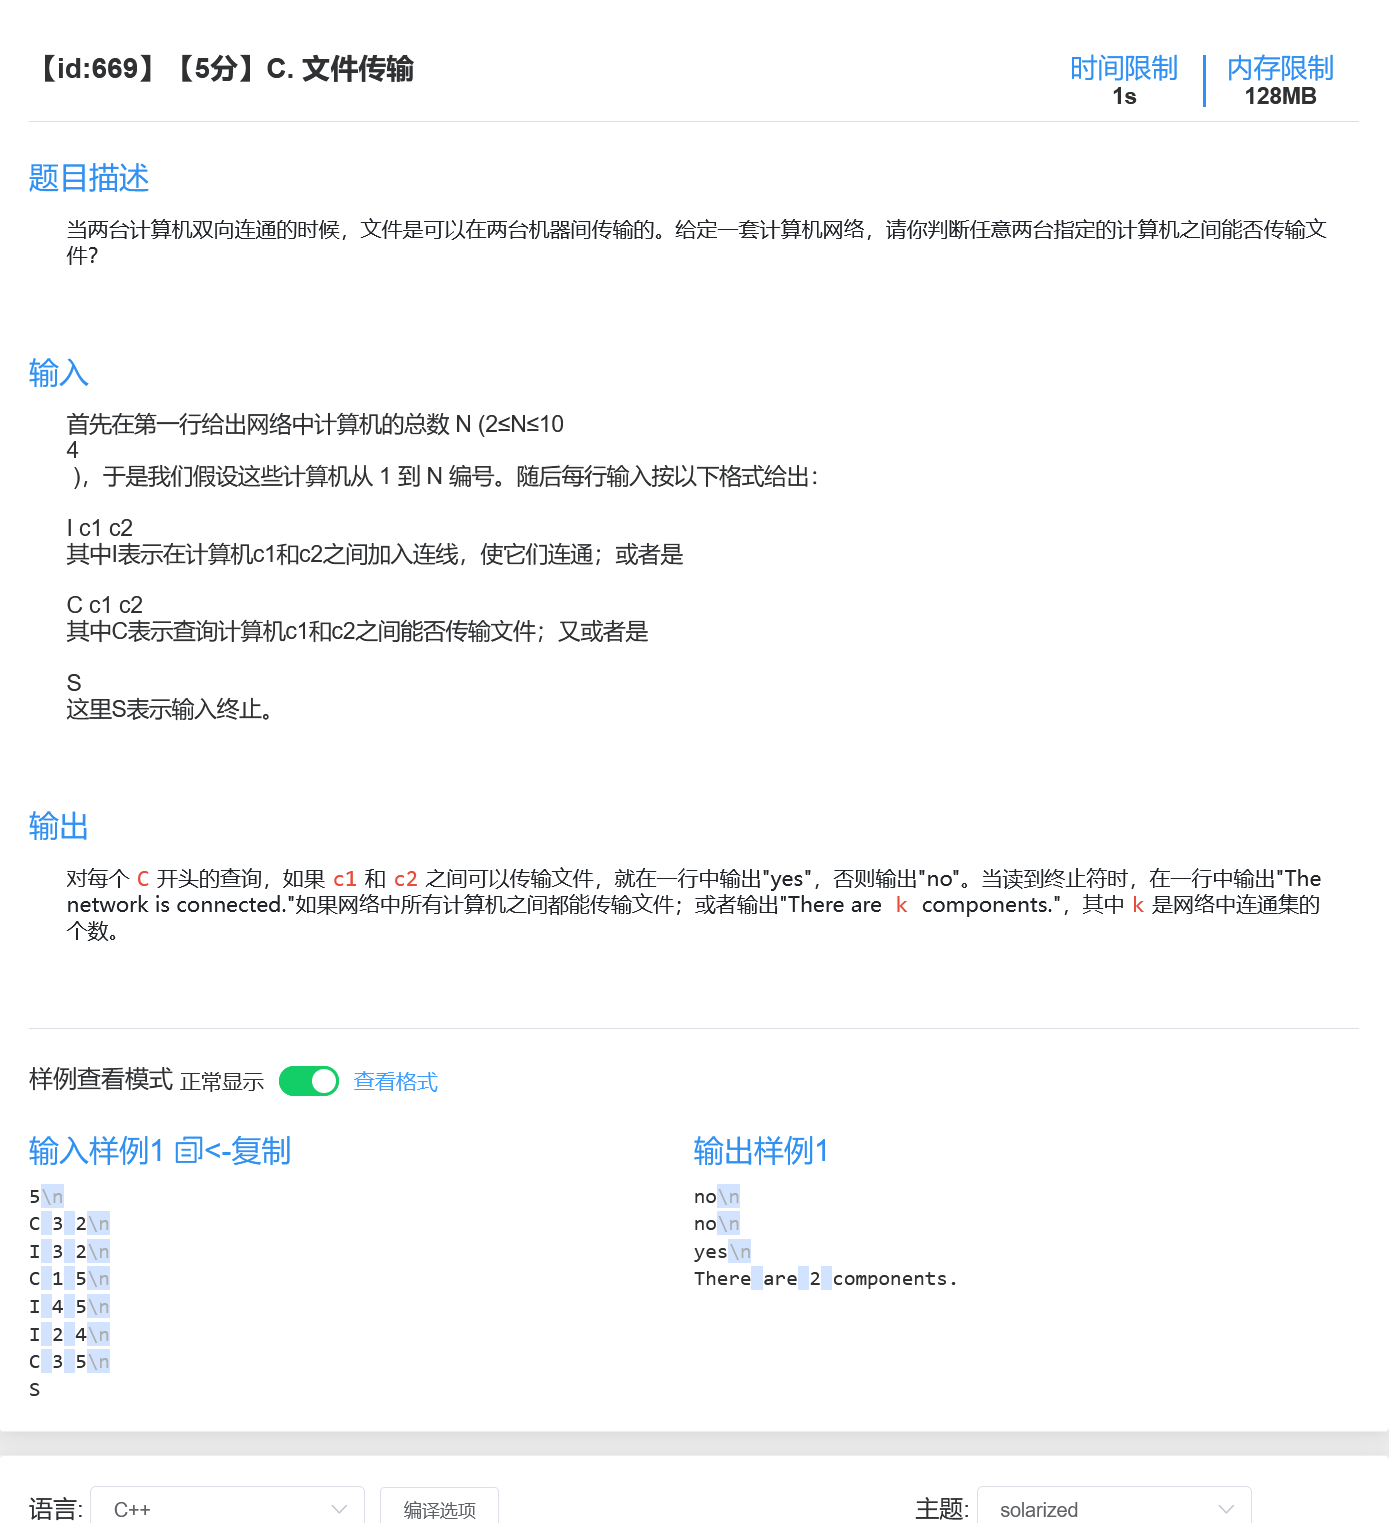 【id:669】【5分】C. 文件传输
时间限制
1s
内存限制
128MB
题目描述
当两台计算机双向连通的时候，文件是可以在两台机器间传输的。给定一套计算机网络，请你判断任意两台指定的计算机之间能否传输文
件?
输入
首先在第一行给出网络中计算机的总数 N (2≤N≤10
4
)，于是我们假设这些计算机从 1 到 N 编号。随后每行输入按以下格式给出：
I c1 c2
其中I表示在计算机c1和c2之间加入连线，使它们连通；或者是
C c1 c2
其中C表示查询计算机c1和c2之间能否传输文件；又或者是
S
这里S表示输入终止。
输出
对每个 C 开头的查询，如果 c1 和 c2 之间可以传输文件，就在一行中输出"yes"，否则输出"no"。当读到终止符时，在一行中输出"The
network is connected."如果网络中所有计算机之间都能传输文件；或者输出"There are k components."，其中 k 是网络中连通集的
个数。
样例查看模式 正常显示 查看格式
输入样例1 <-复制
5\n
C 3 2\n
I 3 2\n
C 1 5\n
I 4 5\n
I 2 4\n
C 3 5\n
S
输出样例1
no\n
no\n
yes\n
There are 2 components.
语言: C++ 编译选项 主题: solarized